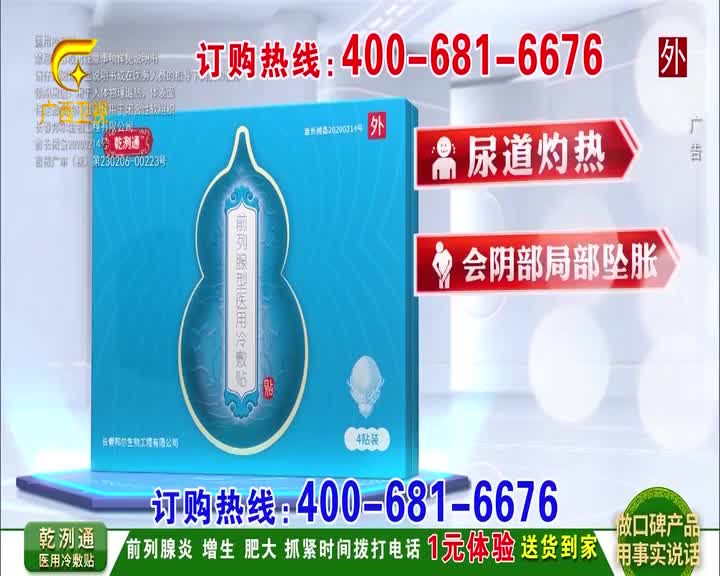 订购热线:400-681-6676
外
广西卫视
广告
吉长械备20200214号
外
乾洌通
前列腺型医用冷敷贴
贴
4贴装
长春邦尔生物工程有限公司
尿道灼热
会阴部局部坠胀
订购热线:400-681-6676
乾洌通
医用冷敷贴
前列腺炎 增生 肥大 抓紧时间拨打电话 1元体验 送货到家
做口碑产品
用事实说话